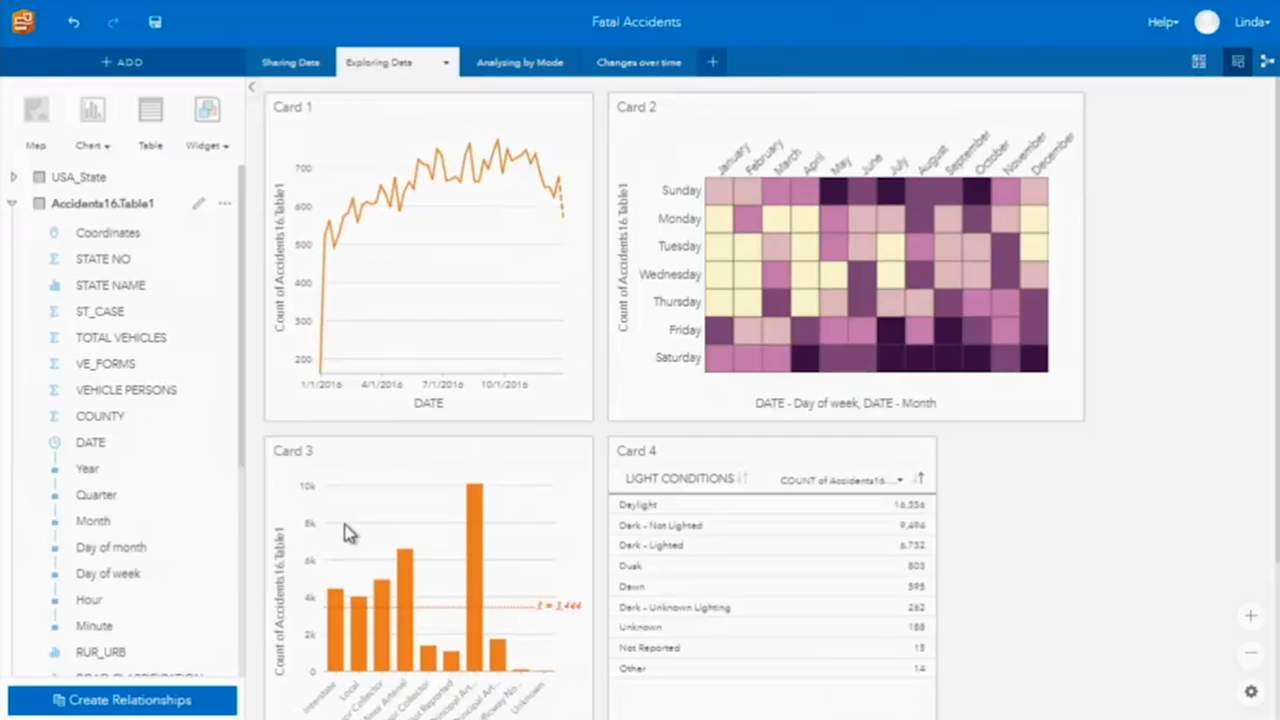 Fatal Accidents
Help
Linda
+ ADD
Sharing Data
Exploring Data
Analysing by Mode
Changes over time
+
Map
Chart
Table
Widget
USA_State
Accidents16.Table1
Coordinates
STATE NO
STATE NAME
ST_CASE
TOTAL VEHICLES
VE_FORMS
VEHICLE PERSONS
COUNTY
DATE
Year
Quarter
Month
Day of month
Day of week
Hour
Minute
RUR_URB
Create Relationships
Card 1
Count of Accidents16.Table1
700
600
500
400
300
200
1/1/2016 4/1/2016 7/1/2016 10/1/2016
DATE
Card 2
Count of Accidents16.Table1
January February March April May June July August September October November December
Sunday
Monday
Tuesday
Wednesday
Thursday
Friday
Saturday
DATE - Day of week, DATE - Month
Card 3
Count of Accidents16.Table1
10k
8k
6k
4k
2k
0
= 3,444
Interstate
Local
Unknown
Card 4
LIGHT CONDITIONS COUNT of Accidents16....
Daylight 16,336
Dark - Not Lighted 9,494
Dark - Lighted 6,732
Dusk 803
Dawn 595
Dark - Unknown Lighting 262
Unknown 188
Not Reported 15
Other 14